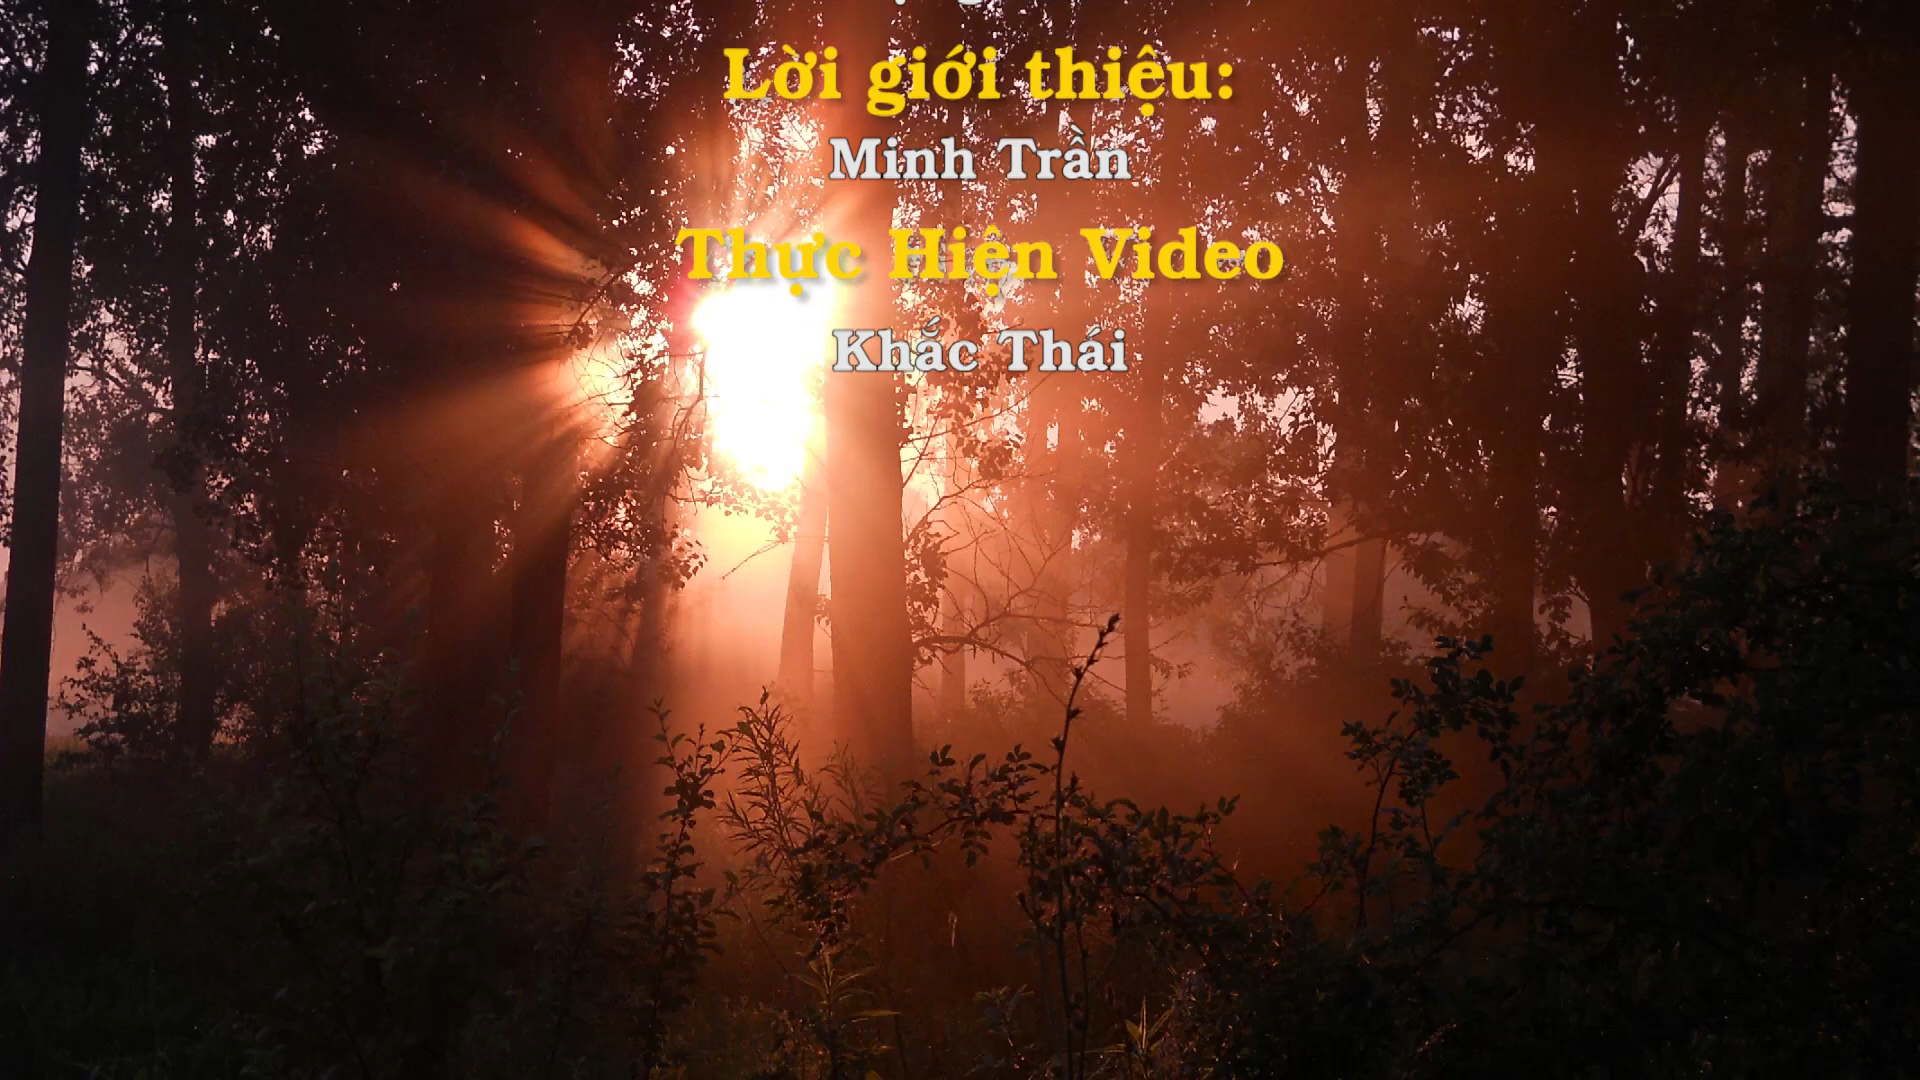 Lời giới thiệu:
Minh Trần
Thực Hiện Video
Khắc Thái